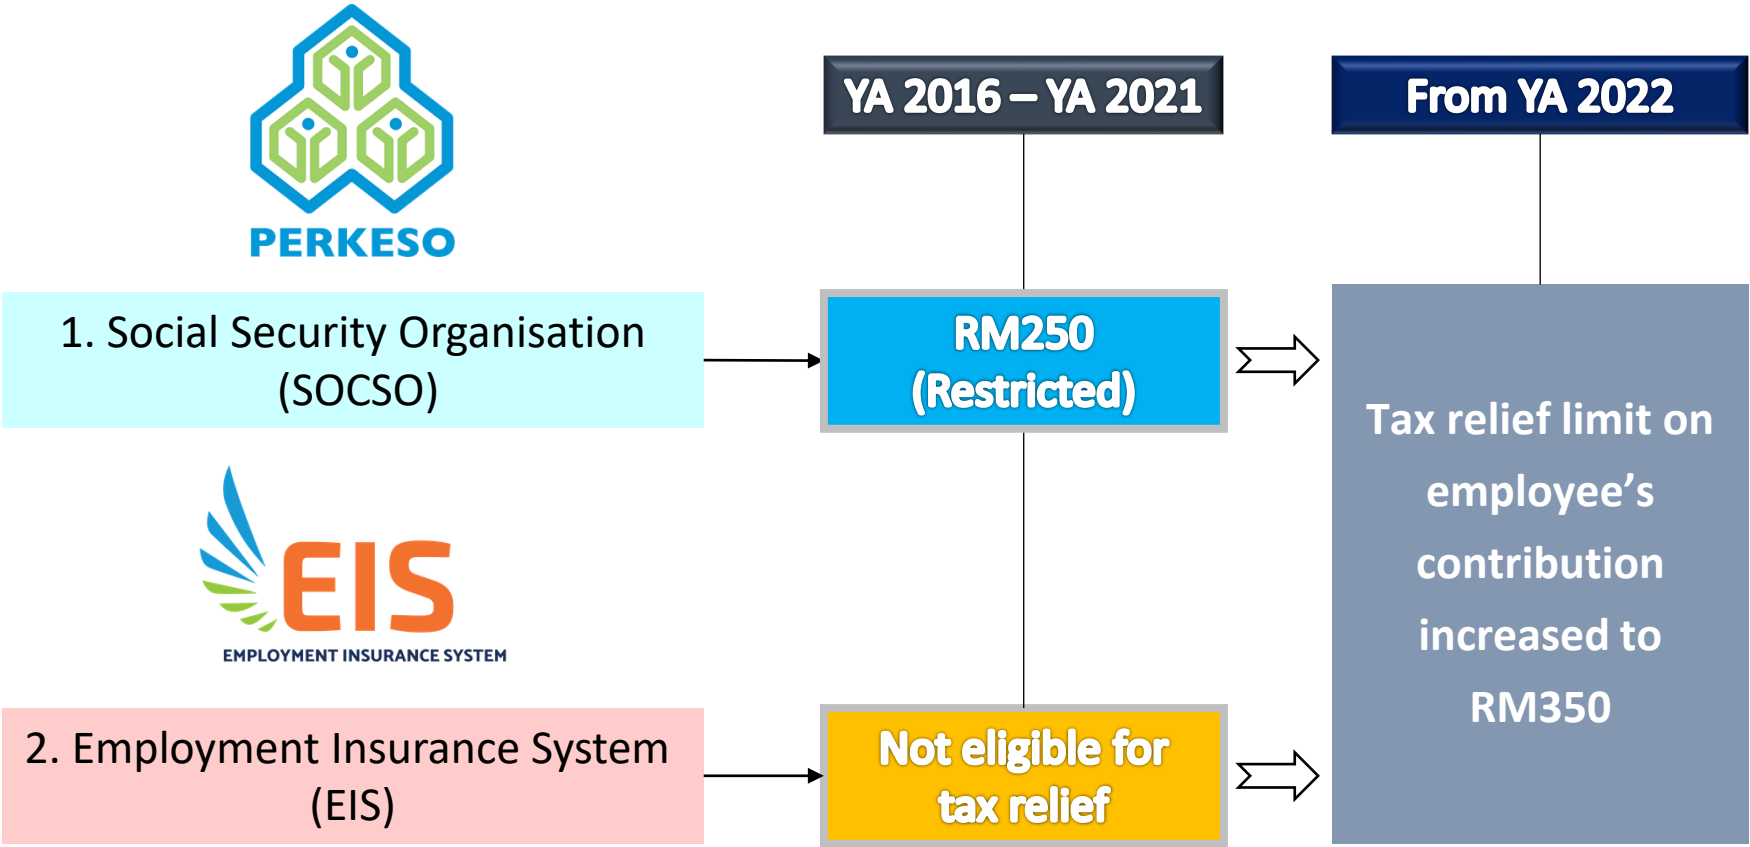 YA 2016 – YA 2021
From YA 2022
PERKESO
1. Social Security Organisation
(SOCSO)
RM250
(Restricted)
Tax relief limit on
employee’s
contribution
increased to
RM350
EIS
EMPLOYMENT INSURANCE SYSTEM
2. Employment Insurance System
(EIS)
Not eligible for
tax relief